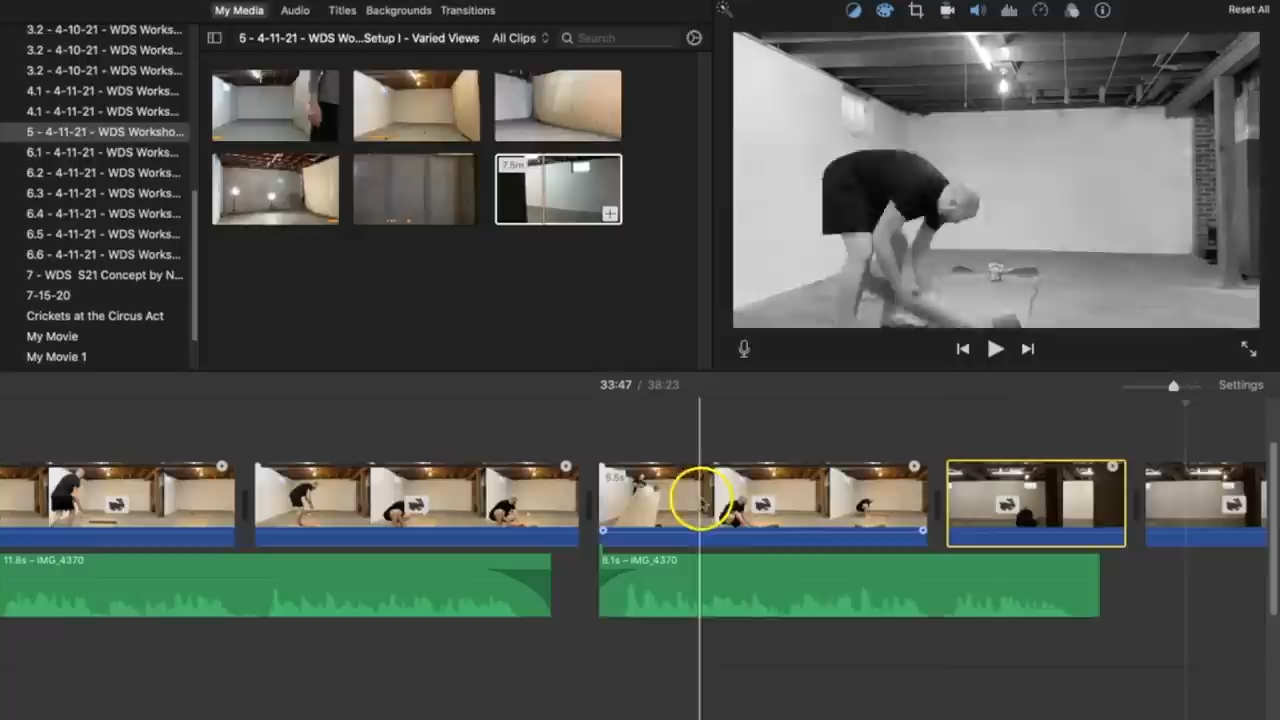 My Media Audio Titles Backgrounds Transitions
Reset All
3.2 - 4-10-21 - WDS Works...
3.2 - 4-10-21 - WDS Works...
3.2 - 4-10-21 - WDS Works...
4.1 - 4-11-21 - WDS Works...
4.1 - 4-11-21 - WDS Works...
5 - 4-11-21 - WDS Worksho...
6.1 - 4-11-21 - WDS Works...
6.2 - 4-11-21 - WDS Works...
6.3 - 4-11-21 - WDS Works...
6.4 - 4-11-21 - WDS Works...
6.5 - 4-11-21 - WDS Works...
6.6 - 4-11-21 - WDS Works...
7 - WDS S21 Concept by N...
7-15-20
Crickets at the Circus Act
My Movie
My Movie 1
5 - 4-11-21 - WDS Wo...Setup I - Varied Views All Clips Search
7.5m
33:47 / 38:23
Settings
6.6s
11.8s – IMG_4370
8.1s – IMG_4370